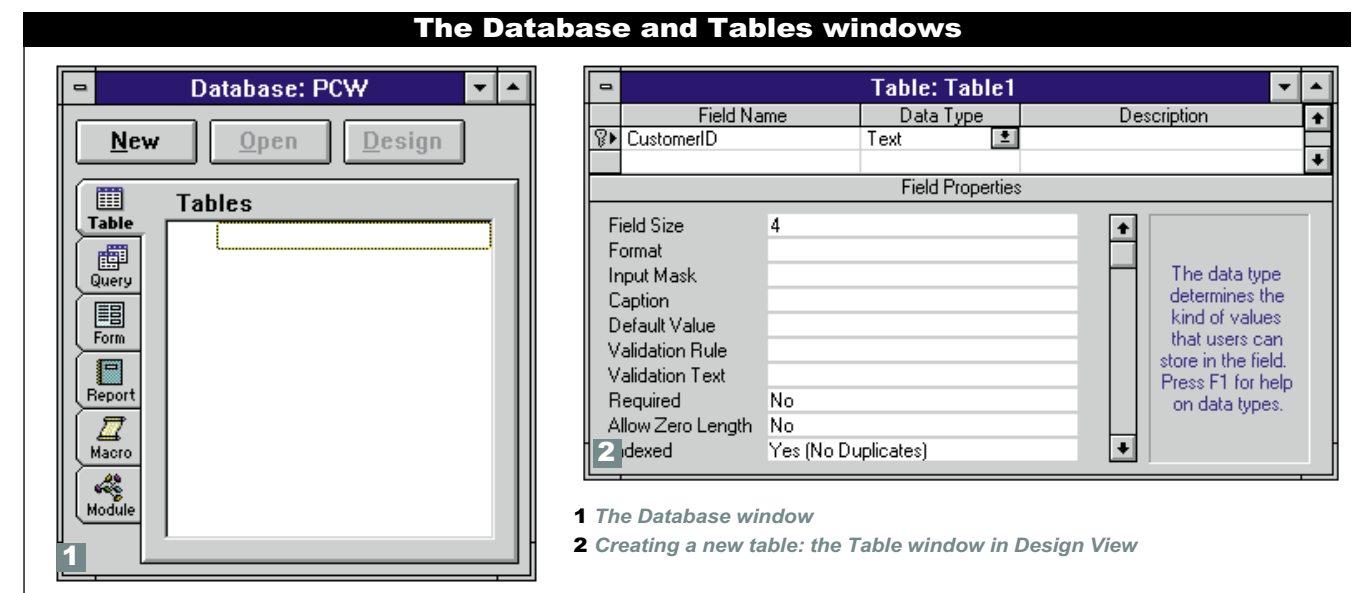 The Database and Tables windows
Database: PCW
New Open Design
Tables
Table
Query
Form
Report
Macro
Module
1
Table: Table1
Field Name Data Type Description
CustomerID Text
Field Properties
Field Size 4
Format
Input Mask
Caption
Default Value
Validation Rule
Validation Text
Required No
Allow Zero Length No
dexed Yes (No Duplicates)
2
The data type
determines the
kind of values
that users can
store in the field.
Press F1 for help
on data types.
1 The Database window
2 Creating a new table: the Table window in Design View